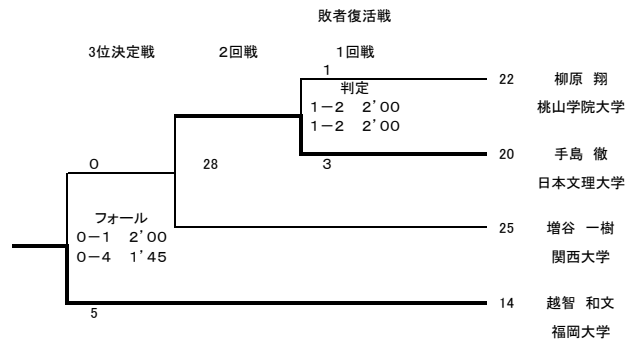 敗者復活戦
3位決定戦 2回戦 1回戦
1
22 柳原 翔
判定
1－2 2’00
1－2 2’00
桃山学院大学
20 手島 徹
0 28 3
日本文理大学
フォール
0－1 2’00
0－4 1’45
25 増谷 一樹
関西大学
14 越智 和文
5
福岡大学